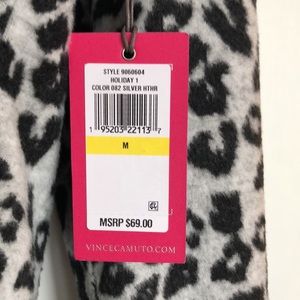 STYLE 9060604
HOLIDAY 1
COLOR 082 SILVER HTHR
1 95203 22113 7
M
MSRP $69.00
VINCECAMUTO.COM